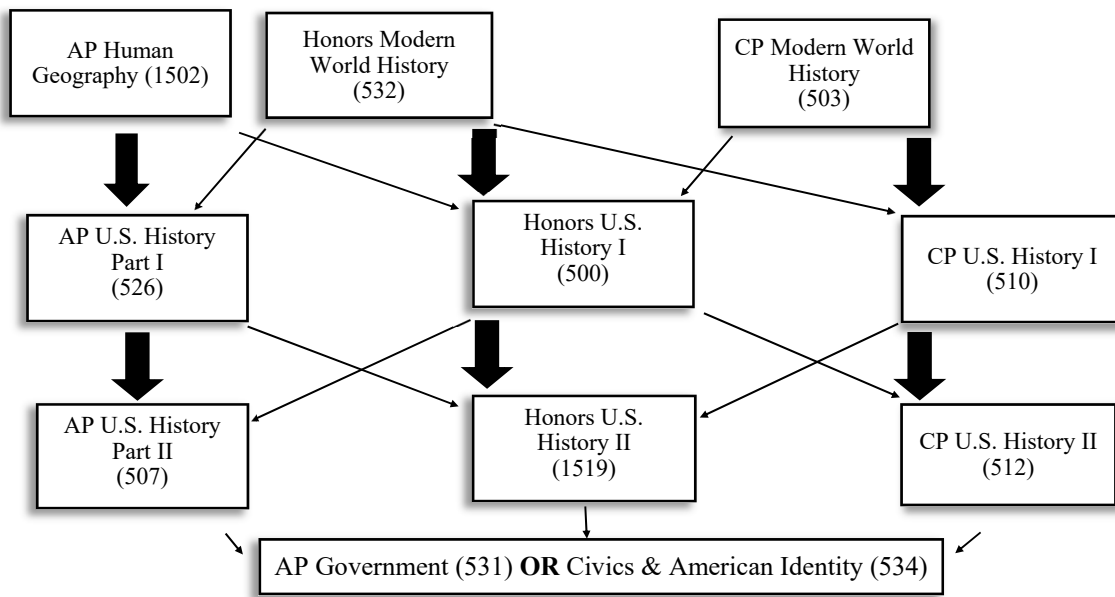 AP Human
Geography (1502)
Honors Modern
World History
(532)
CP Modern World
History
(503)
AP U.S. History
Part I
(526)
Honors U.S.
History I
(500)
CP U.S. History I
(510)
AP U.S. History
Part II
(507)
Honors U.S.
History II
(1519)
CP U.S. History II
(512)
AP Government (531) OR Civics & American Identity (534)